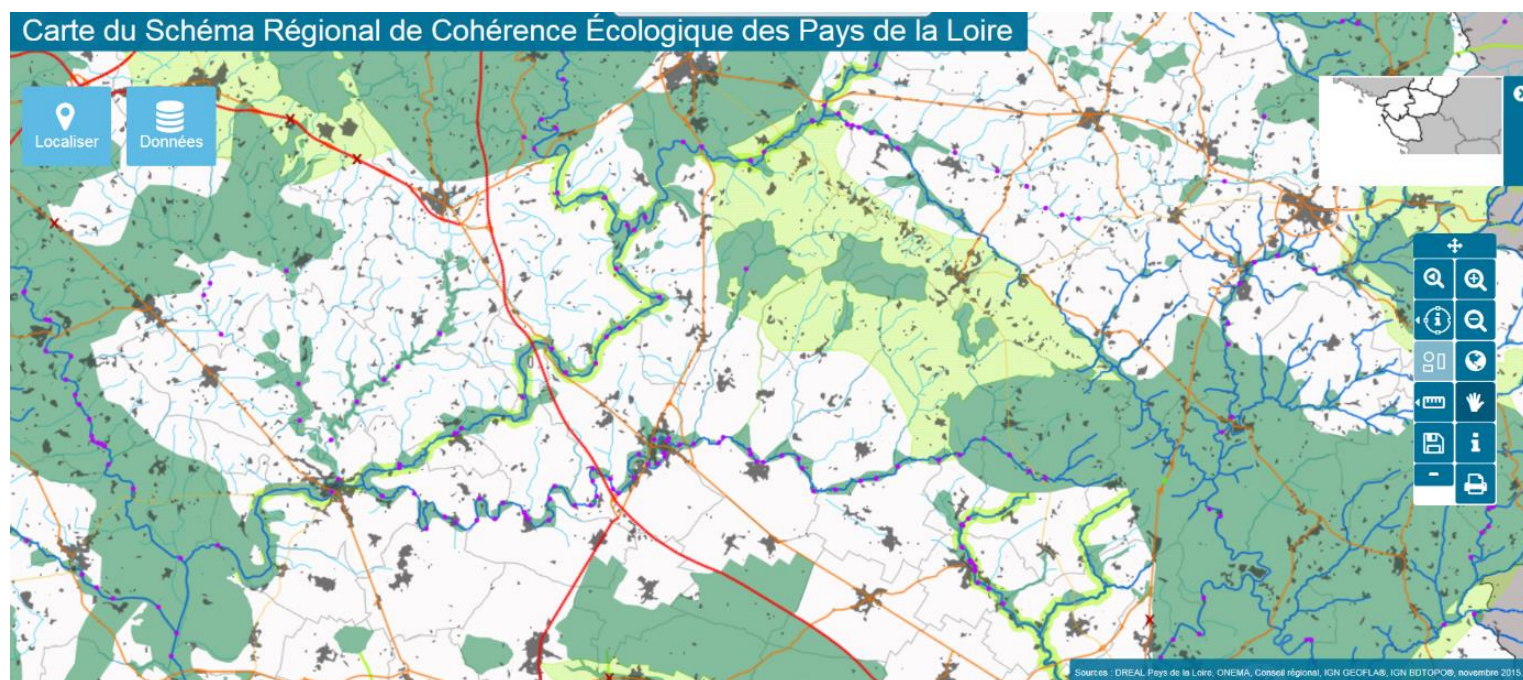 Carte du Schéma Régional de Cohérence Écologique des Pays de la Loire
Localiser
Données
Sources : DREAL Pays de la Loire, ONEMA, Conseil régional, IGN GEOFLA®, IGN BDTOPO®, novembre 2015